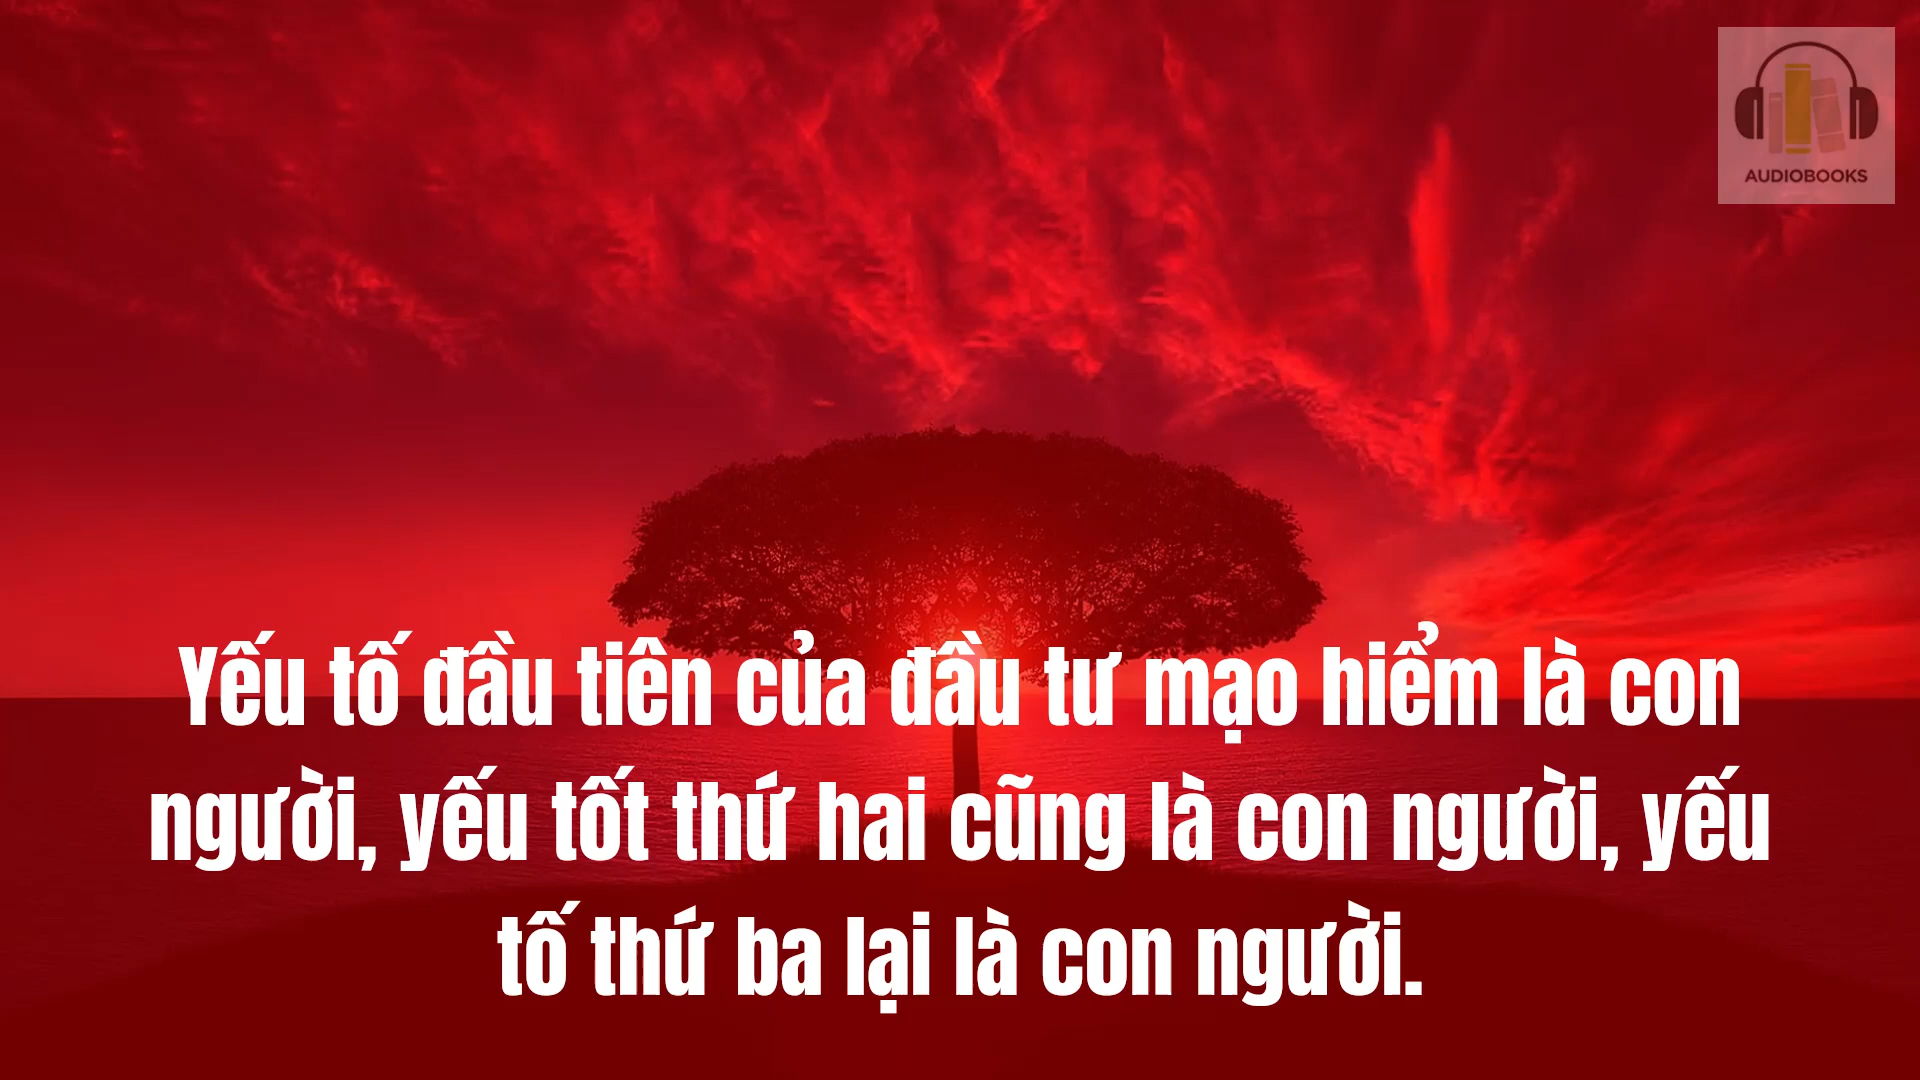 AUDIOBOOKS
Yếu tố đầu tiên của đầu tư mạo hiểm là con
người, yếu tốt thứ hai cũng là con người, yếu
tố thứ ba lại là con người.